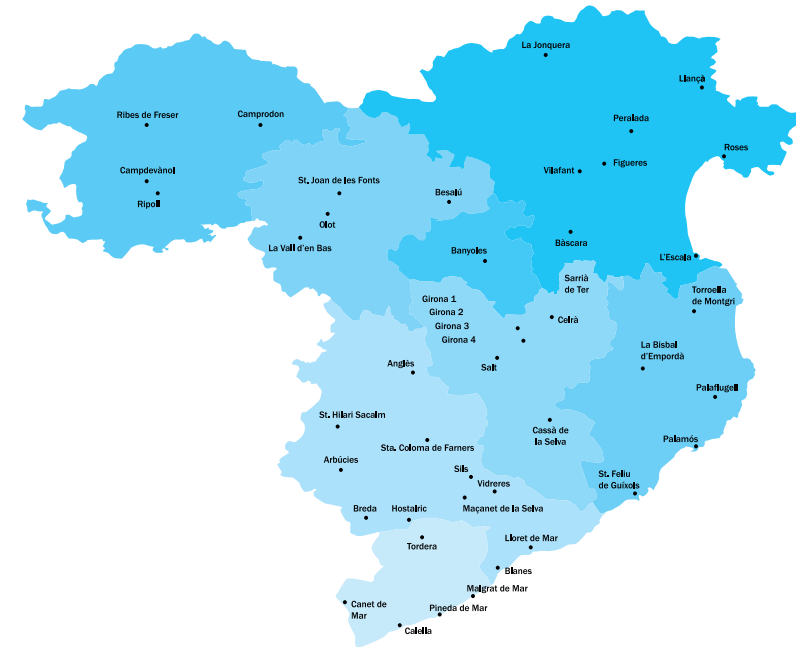 La Jonquera
Llançà
Ribes de Freser
Camprodon
Peralada
Roses
Campdevànol
Ripoll
St. Joan de les Fonts
Besalú
Vilafant
Figueres
Olot
La Vall d'en Bas
Banyoles
Bàscara
L'Escala
Sarrià
de Ter
Torroella
de Montgrí
Girona 1
Girona 2
Girona 3
Girona 4
Celrà
La Bisbal
d'Empordà
Anglès
Salt
Palafrugell
St. Hilari Sacalm
Cassà de
la Selva
Palamós
Sta. Coloma de Farners
Arbúcies
Sils
Vidreres
St. Feliu
de Guíxols
Breda
Hostalric
Maçanet de la Selva
Tordera
Lloret de Mar
Blanes
Malgrat de Mar
Canet de
Mar
Pineda de Mar
Calella